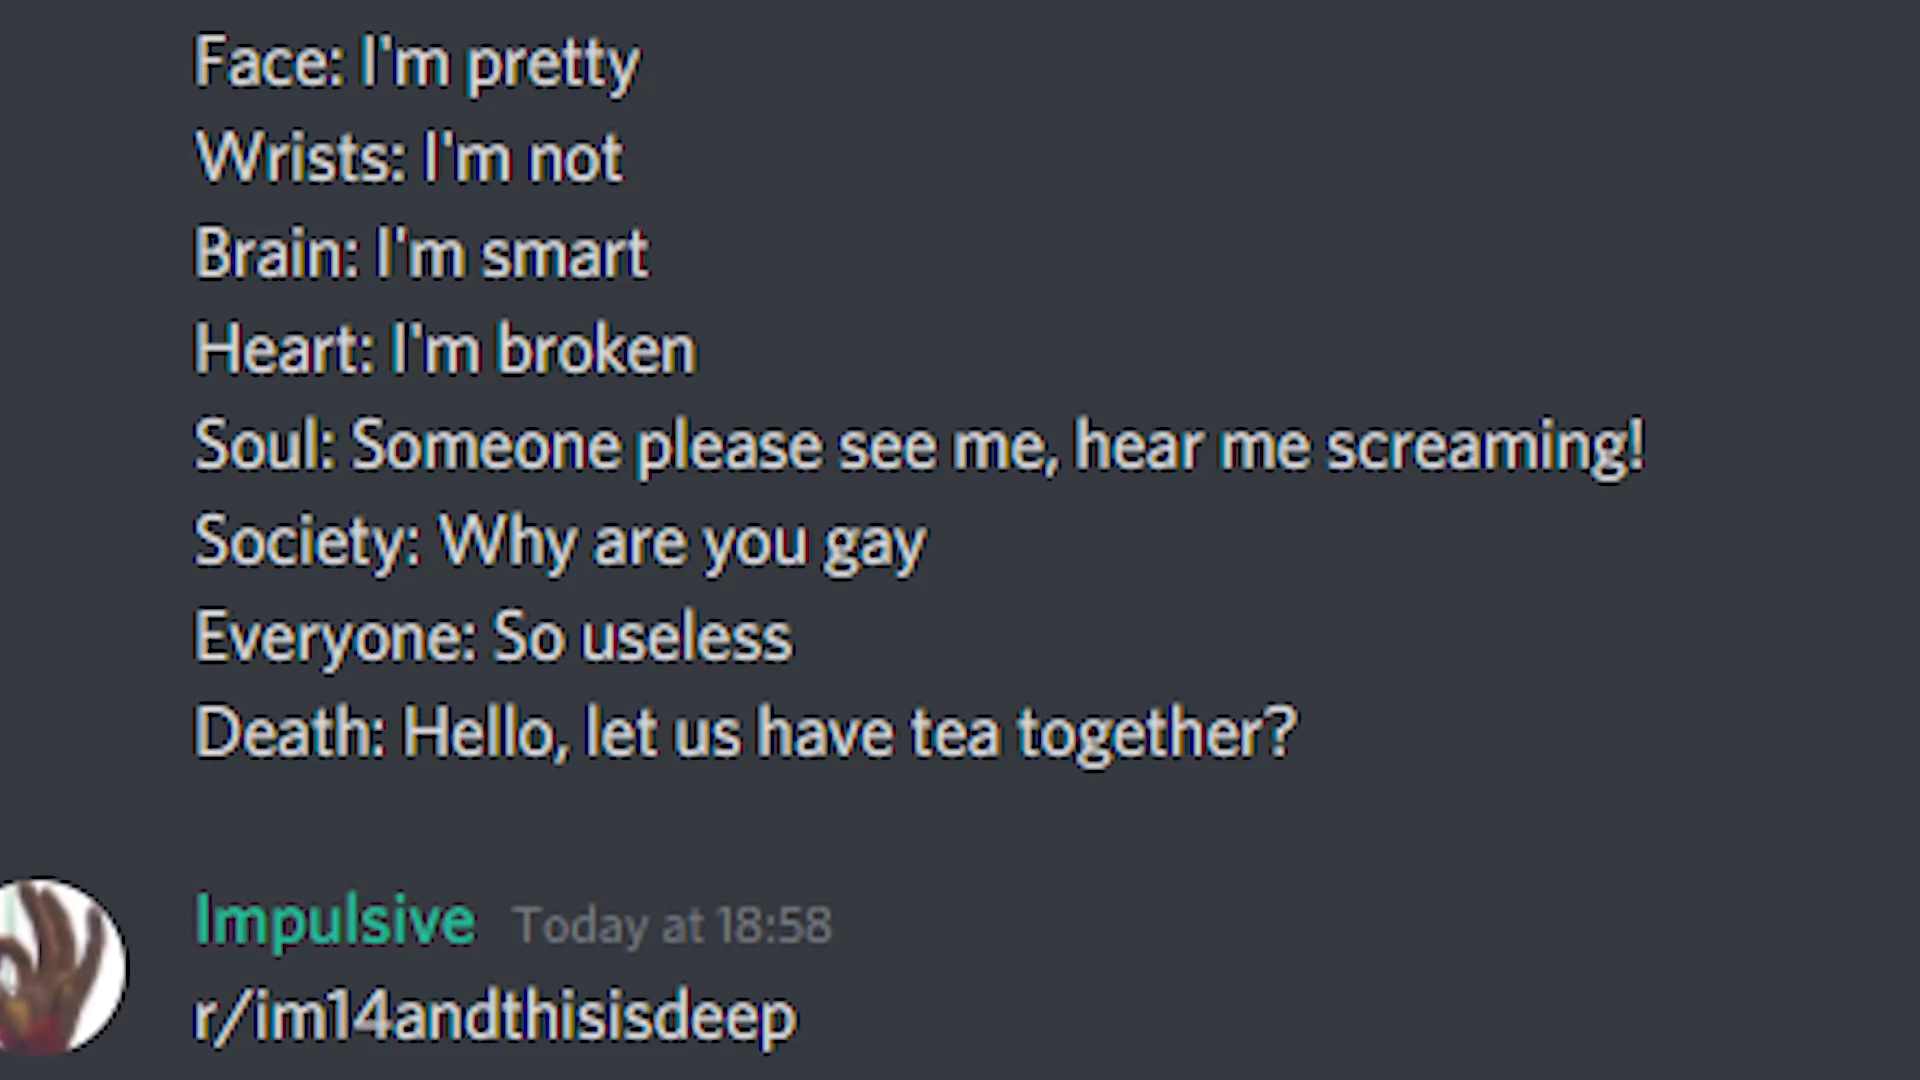 Face: I'm pretty
Wrists: I'm not
Brain: I'm smart
Heart: I'm broken
Soul: Someone please see me, hear me screaming!
Society: Why are you gay
Everyone: So useless
Death: Hello, let us have tea together?
Impulsive Today at 18:58
r/im14andthisisdeep